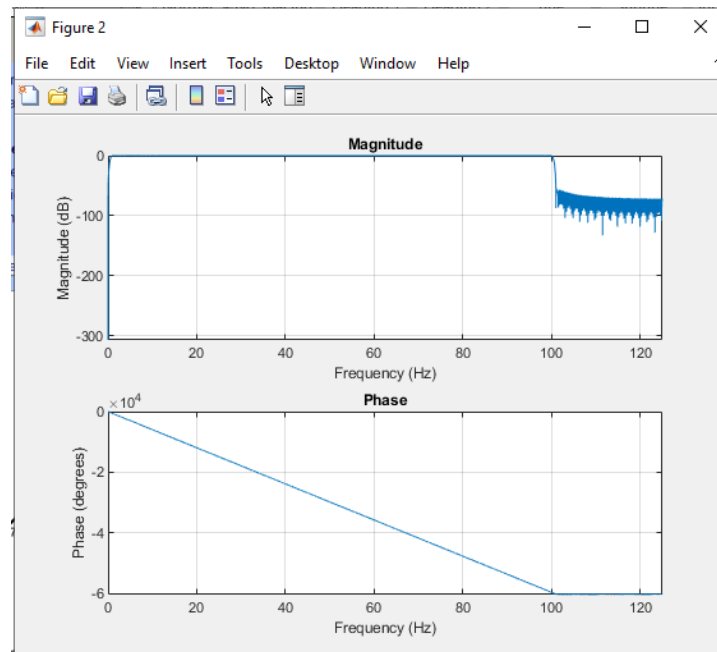 Figure 2
File Edit View Insert Tools Desktop Window Help
Magnitude
0
-100
-200
-300
Magnitude (dB)
0 20 40 60 80 100 120
Frequency (Hz)
Phase
×10^4
0
-2
-4
-6
Phase (degrees)
0 20 40 60 80 100 120
Frequency (Hz)